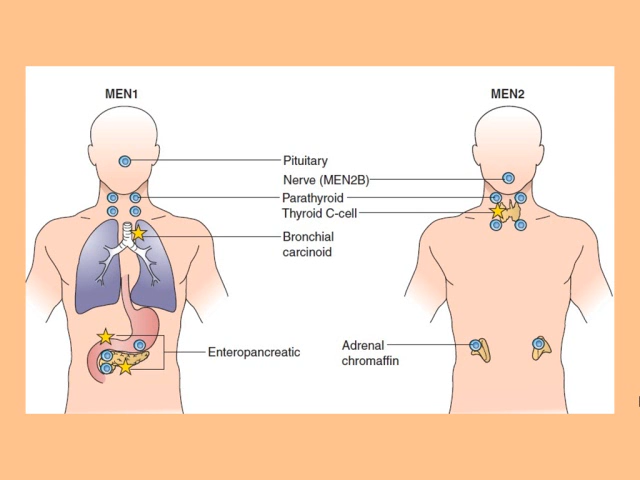 MEN1
MEN2
Pituitary
Nerve (MEN2B)
Parathyroid
Thyroid C-cell
Bronchial
carcinoid
Enteropancreatic
Adrenal
chromaffin